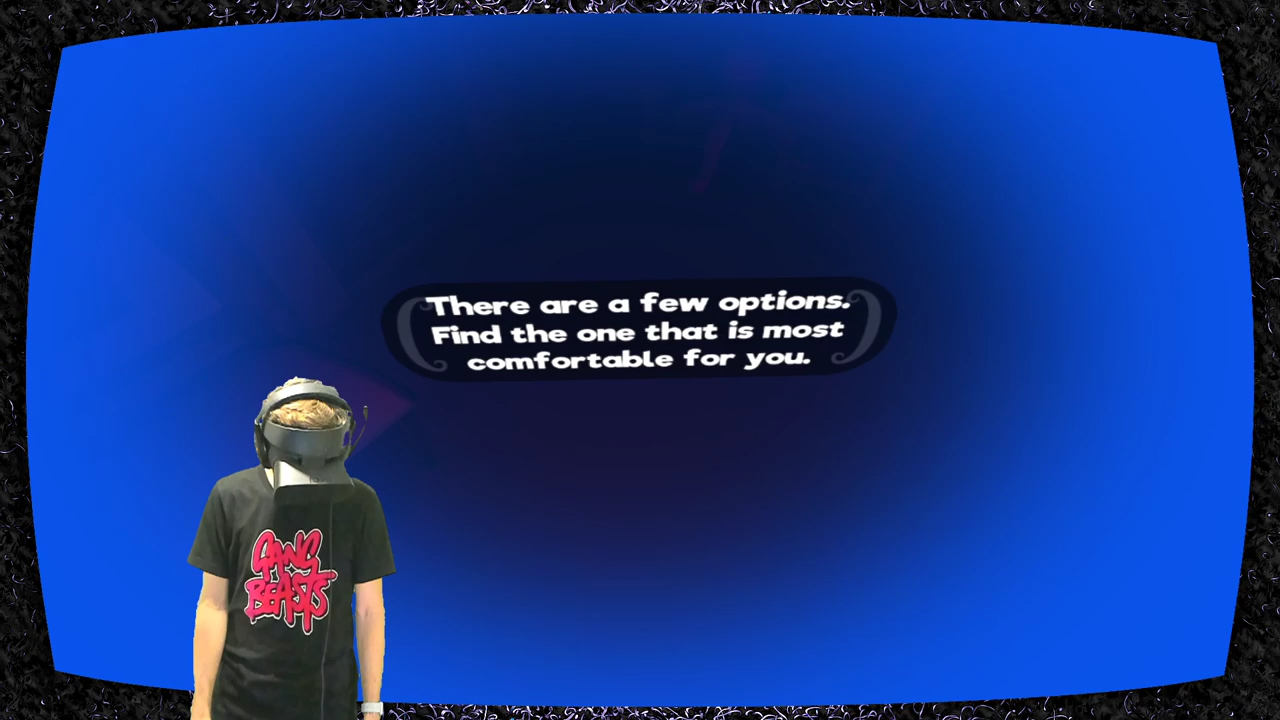 There are a few options.
Find the one that is most
comfortable for you.
GANG
BEASTS